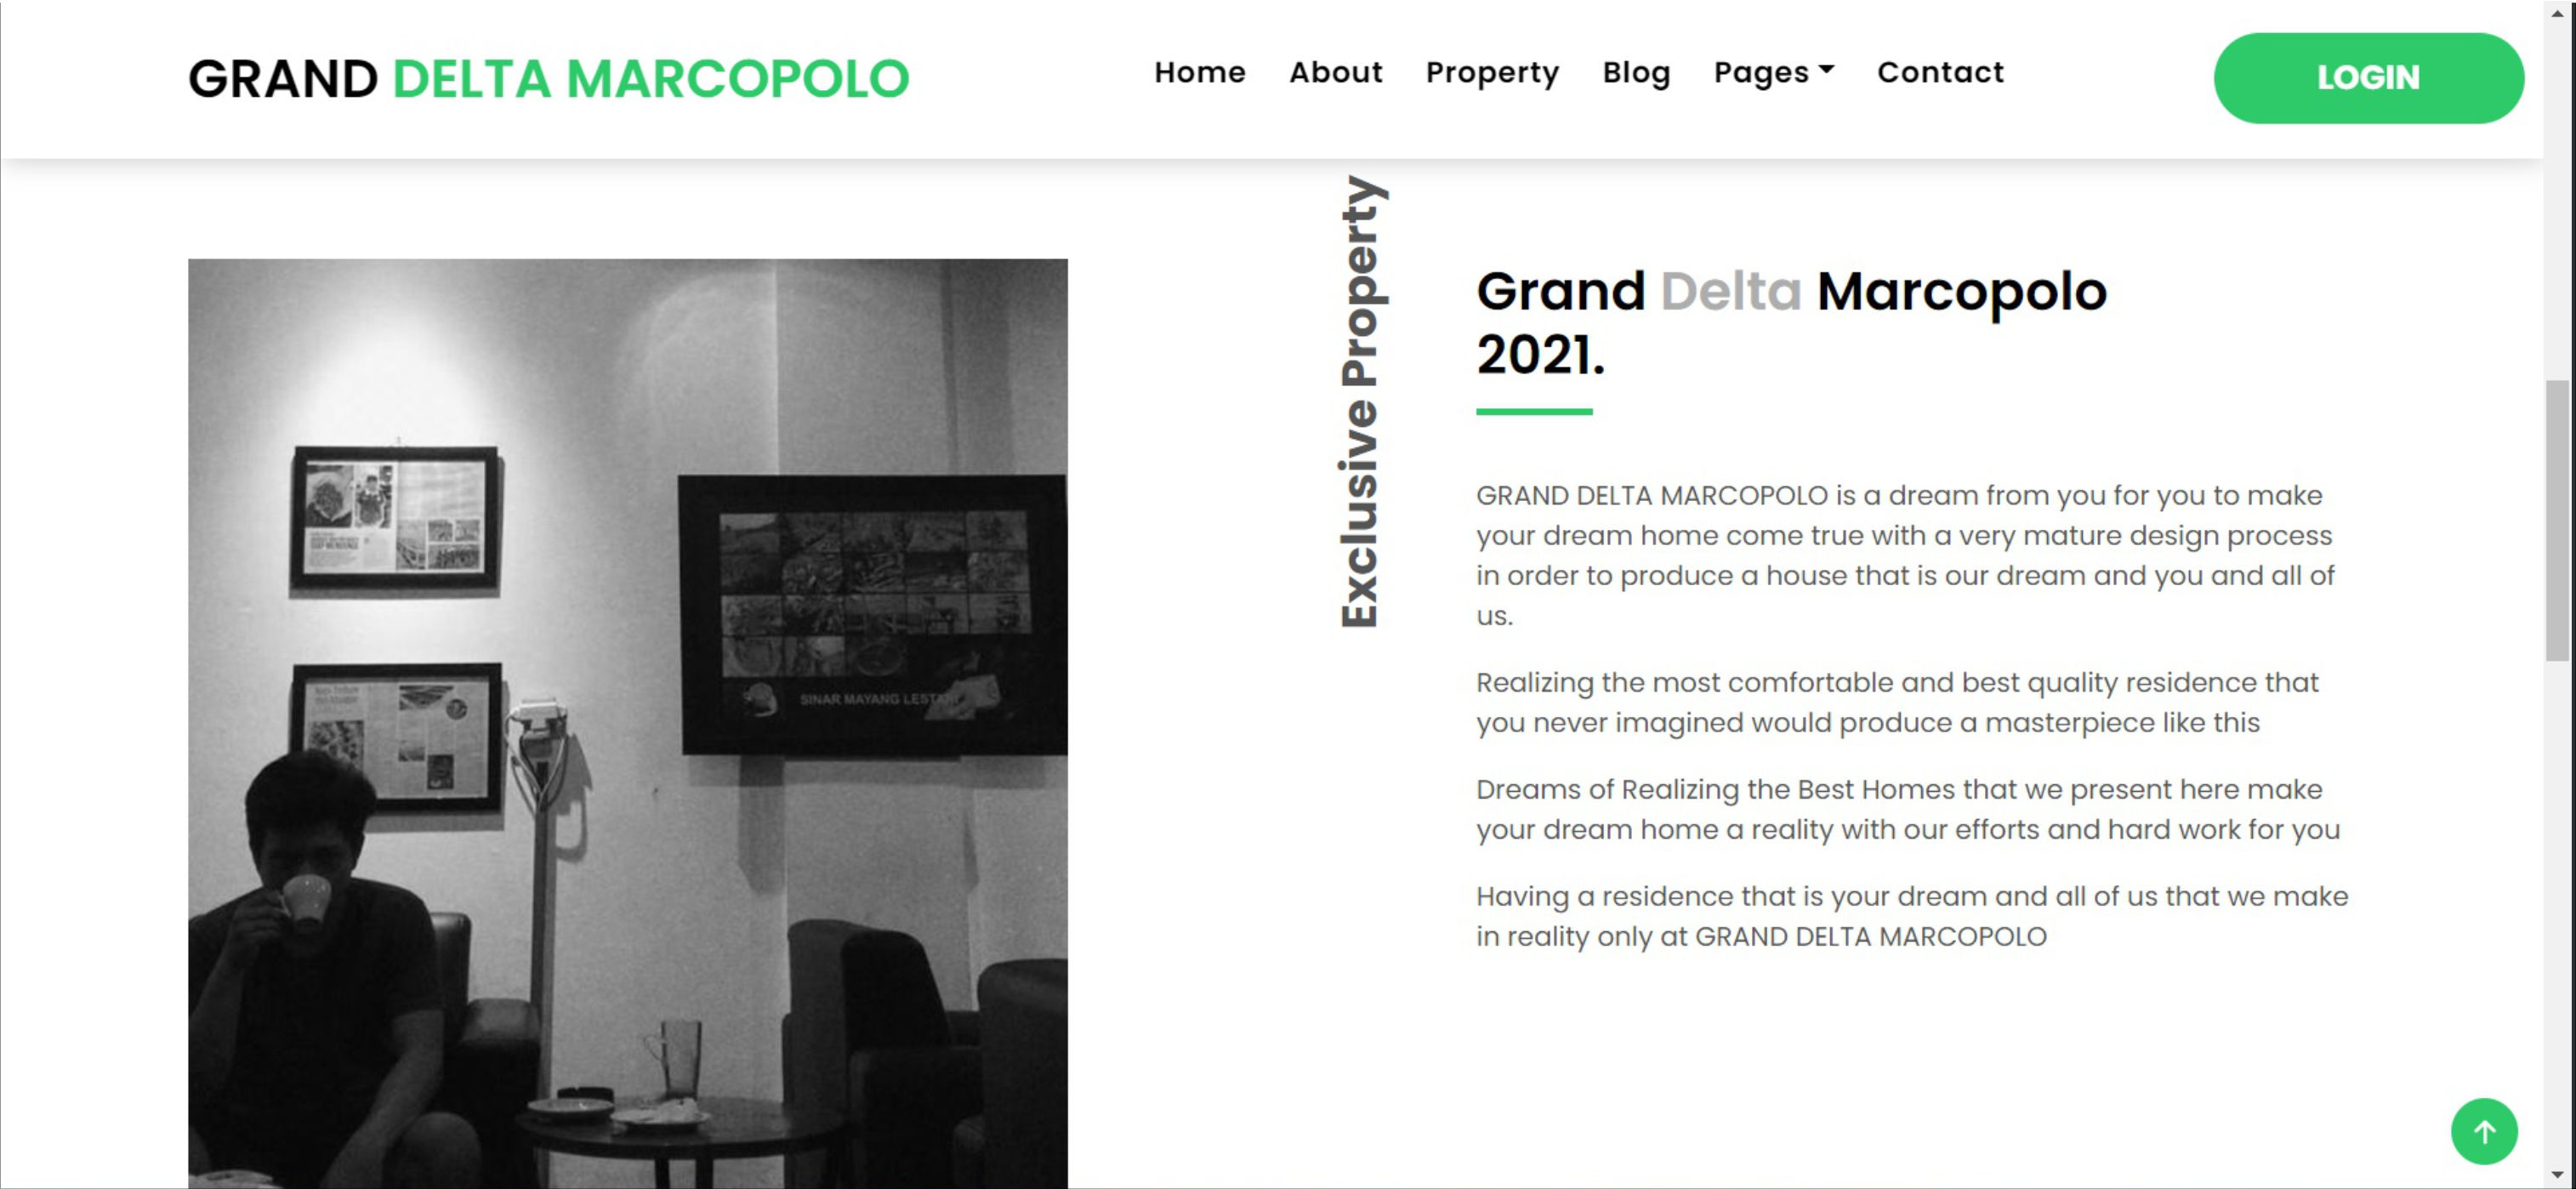 GRAND DELTA MARCOPOLO
Home About Property Blog Pages Contact
LOGIN
SINAR MAYANG
Exclusive Property
Grand Delta Marcopolo
2021.
GRAND DELTA MARCOPOLO is a dream from you for you to make
your dream home come true with a very mature design process
in order to produce a house that is our dream and you and all of
us.
Realizing the most comfortable and best quality residence that
you never imagined would produce a masterpiece like this
Dreams of Realizing the Best Homes that we present here make
your dream home a reality with our efforts and hard work for you
Having a residence that is your dream and all of us that we make
in reality only at GRAND DELTA MARCOPOLO